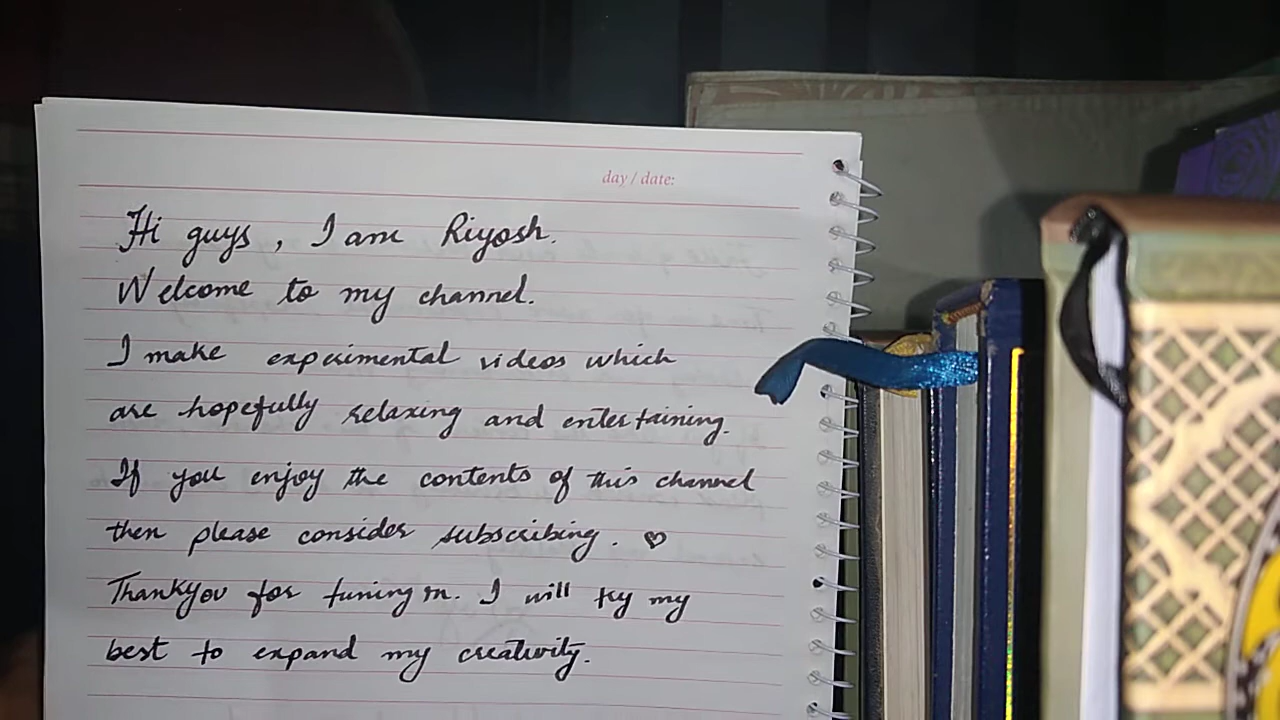 day / date:
Hi guys, I am Riyosh.
Welcome to my channel.
I make experimental videos which
are hopefully relaxing and entertaining.
If you enjoy the contents of this channel
then please consider subscribing. ♡
Thankyou for tuning in. I will try my
best to expand my creativity.